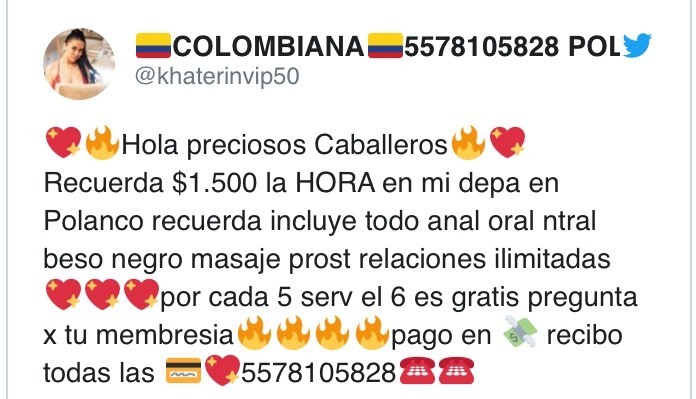 🇨🇴COLOMBIANA🇨🇴5578105828 POL
@khaterinvip50
💖🔥Hola preciosos Caballeros🔥💖
Recuerda $1.500 la HORA en mi depa en
Polanco recuerda incluye todo anal oral ntral
beso negro masaje prost relaciones ilimitadas
💖💖💖por cada 5 serv el 6 es gratis pregunta
x tu membresia🔥🔥🔥🔥pago en 💸 recibo
todas las 💳💖5578105828☎️☎️